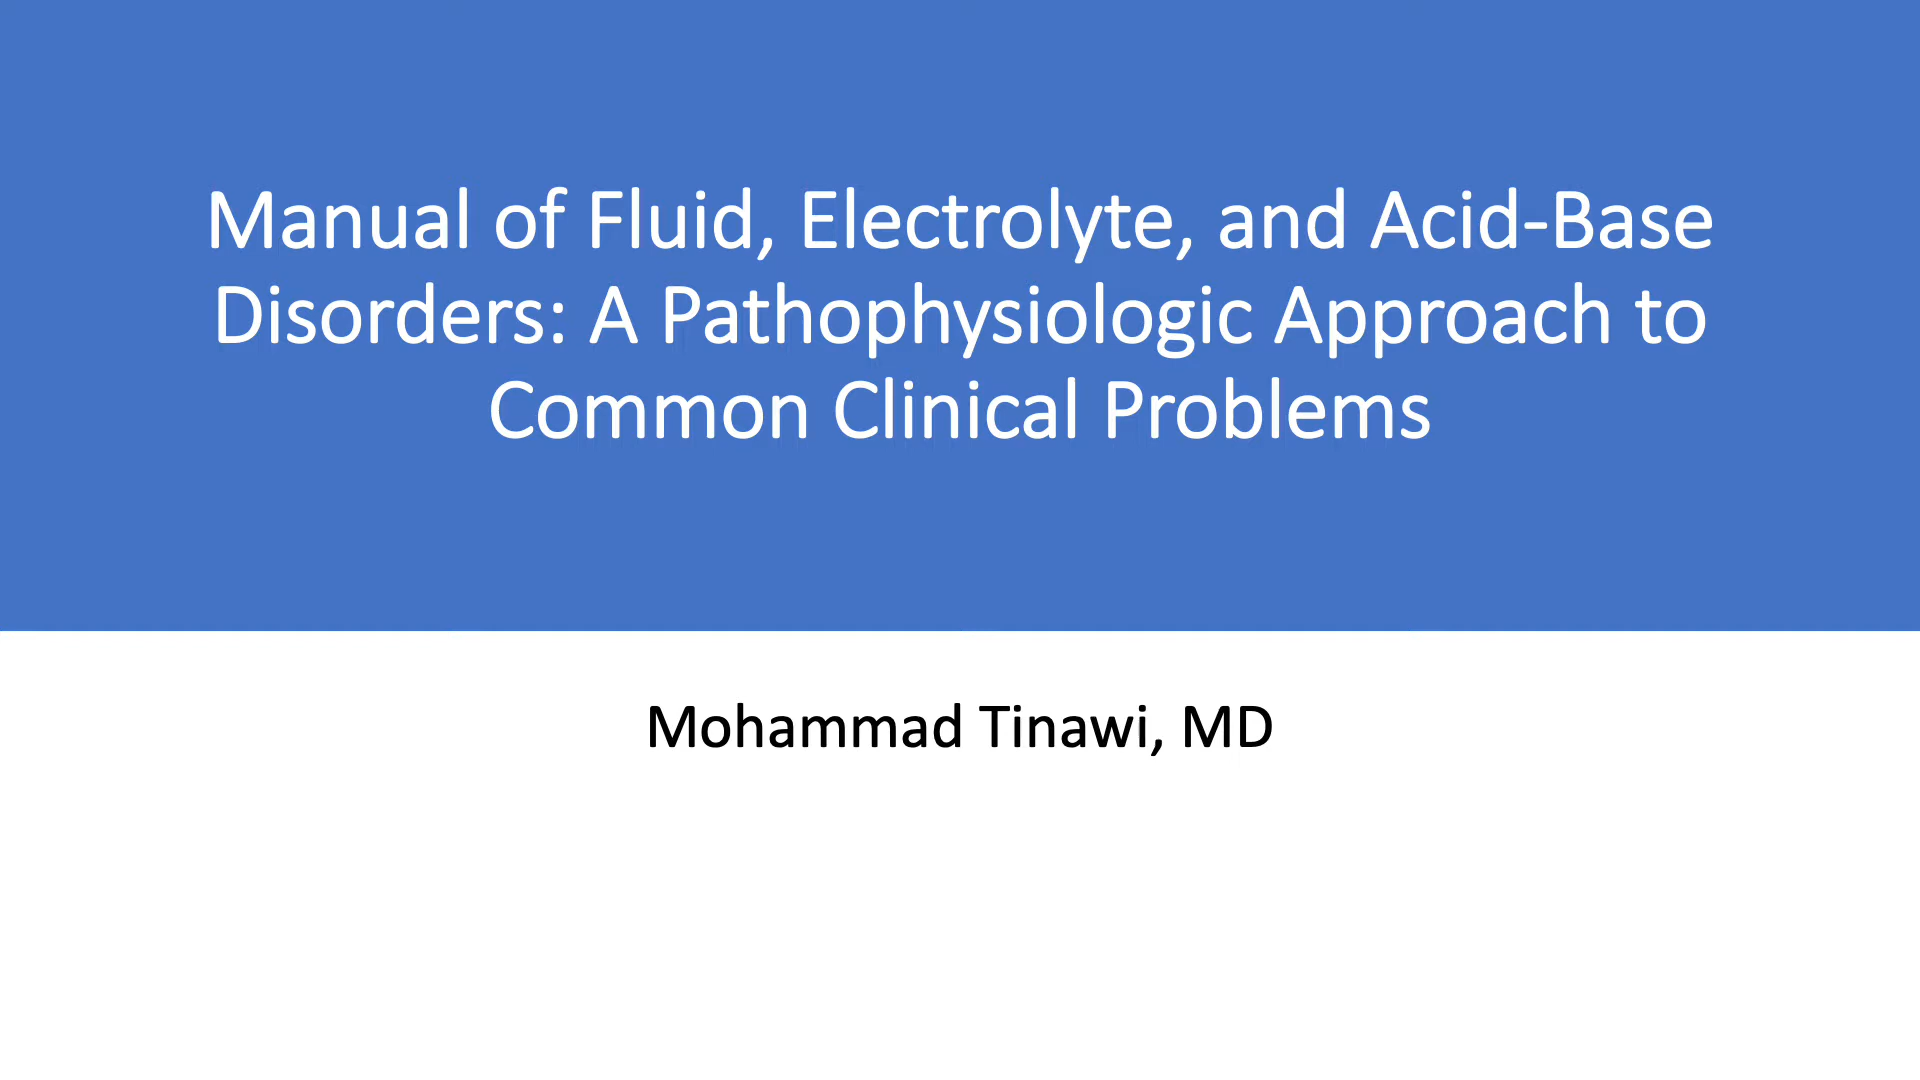 Manual of Fluid, Electrolyte, and Acid-Base
Disorders: A Pathophysiologic Approach to
Common Clinical Problems
Mohammad Tinawi, MD